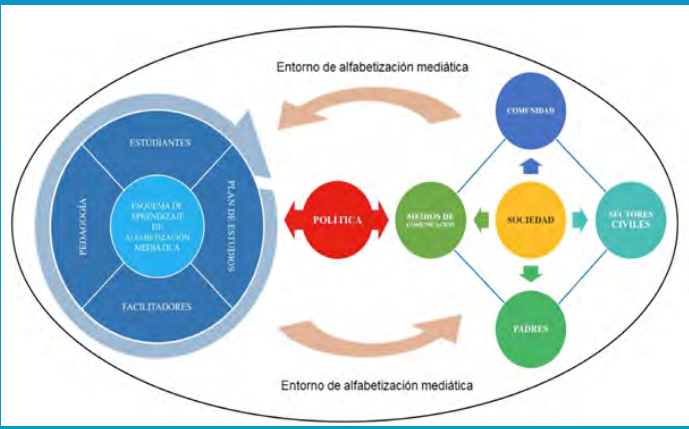 Entorno de alfabetización mediática
ESTUDIANTES
PEDAGOGÍA
ESQUEMA DE
APRENDIZAJE
DE
ALFABETIZACIÓN
MEDIÁTICA
PLAN DE ESTUDIOS
FACILITADORES
POLÍTICA
COMUNIDAD
MEDIOS DE
COMUNICACIÓN
SOCIEDAD
SECTORES
CIVILES
PADRES
Entorno de alfabetización mediática